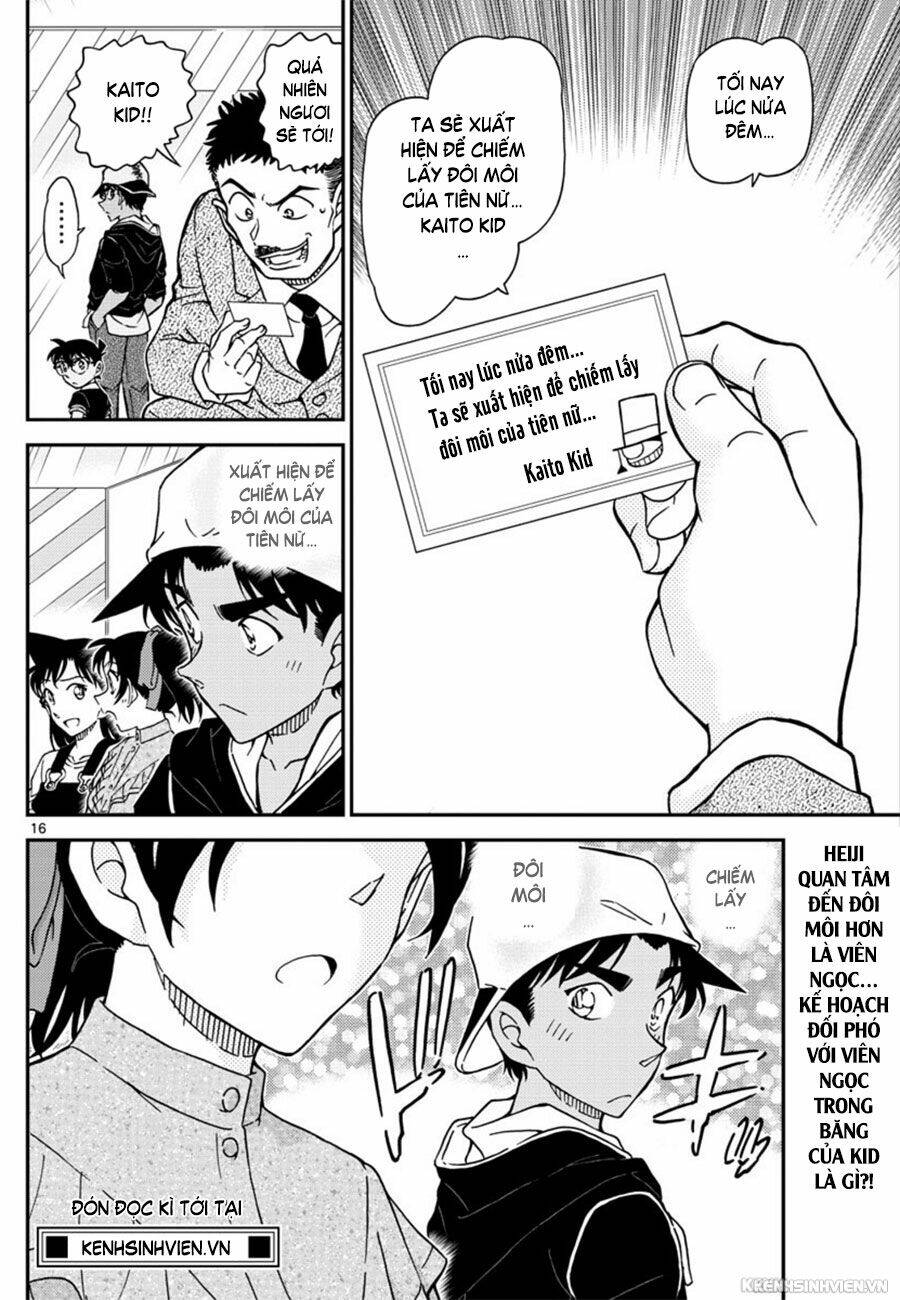 TỐI NAY
LÚC NỬA
ĐÊM...
TA SẼ XUẤT
HIỆN ĐỂ CHIẾM
LẤY ĐÔI MÔI
CỦA TIÊN NỮ...
KAITO KID
...
Tối nay lúc nửa đêm...
Ta sẽ xuất hiện để chiếm lấy
đôi môi của tiên nữ...
Kaito Kid
QUẢ
NHIÊN
NGƯƠI
SẼ TỚI!
KAITO
KID!!
.....
XUẤT HIỆN ĐỂ
CHIẾM LẤY
ĐÔI MÔI CỦA
TIÊN NỮ...
16
CHIẾM
LẤY
...
ĐÔI
MÔI
...
ドキ
ドキ
HEIJI
QUAN TÂM
ĐẾN ĐÔI
MÔI HƠN
LÀ VIÊN
NGỌC...
KẾ HOẠCH
ĐỐI PHÓ
VỚI VIÊN
NGỌC
TRONG
BĂNG
CỦA KID
LÀ GÌ?!
ĐÓN ĐỌC KÌ TỚI TẠI
KENHSINHVIEN.VN
KENHSINHVIEN.VN